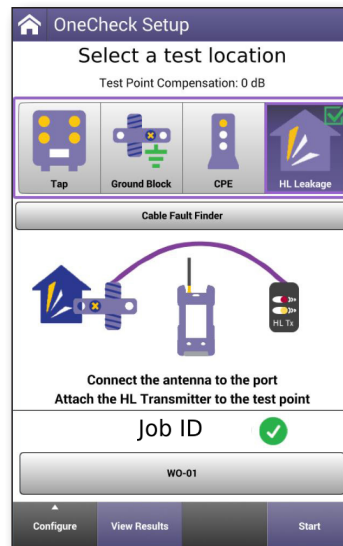 OneCheck Setup
Select a test location
Test Point Compensation: 0 dB
Tap
Ground Block
CPE
HL Leakage
Cable Fault Finder
HL Tx
Connect the antenna to the port
Attach the HL Transmitter to the test point
Job ID
WO-01
Configure
View Results
Start